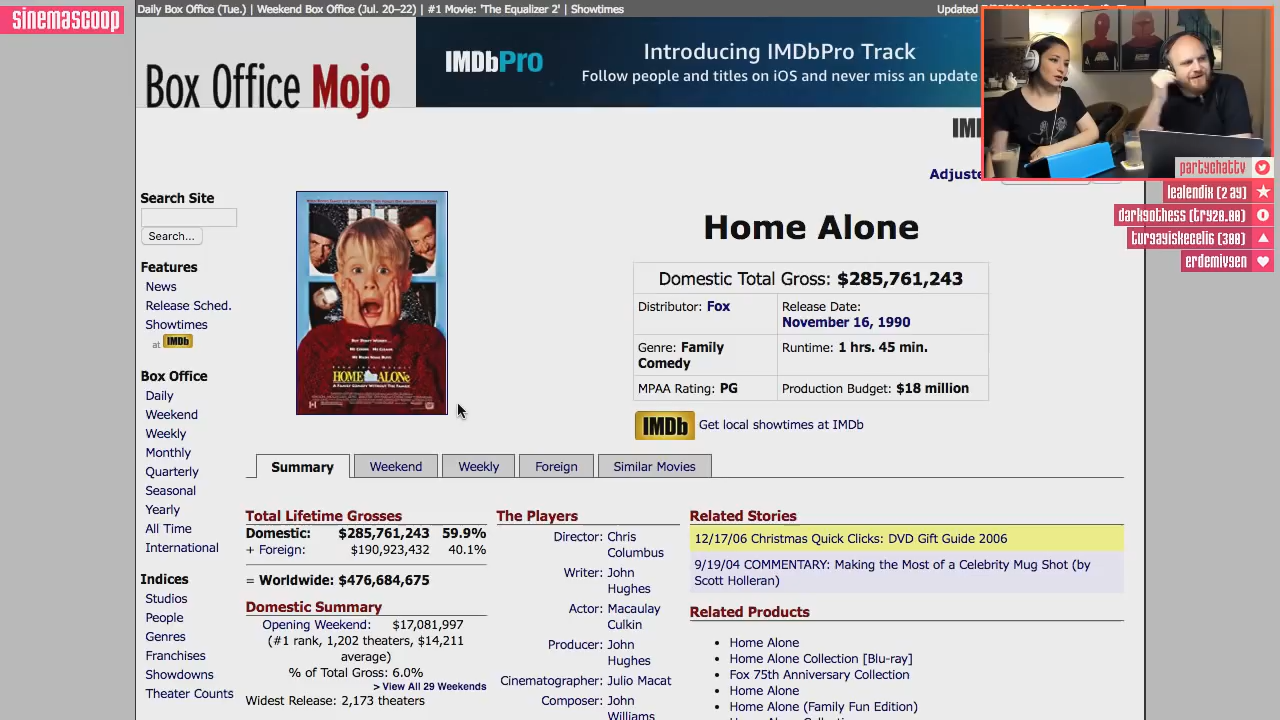 sinemascoop
Daily Box Office (Tue.) | Weekend Box Office (Jul. 20–22) | #1 Movie: 'The Equalizer 2' | Showtimes
Updated
Box Office Mojo
IMDbPro
Introducing IMDbPro Track
Follow people and titles on iOS and never miss an update
IM
Adjuste
partychattv
lealendix (2 ay)
darkgothess (try20.00)
turgayiskecelis (300)
erdemivgen
Search Site
Search...
Features
News
Release Sched.
Showtimes
at IMDb
Box Office
Daily
Weekend
Weekly
Monthly
Quarterly
Seasonal
Yearly
All Time
International
Indices
Studios
People
Genres
Franchises
Showdowns
Theater Counts
HOME ALONe
A FAMILY COMEDY WITHOUT THE FAMILY.
Home Alone
Domestic Total Gross: $285,761,243
Distributor: Fox
Release Date:
November 16, 1990
Genre: Family
Comedy
Runtime: 1 hrs. 45 min.
MPAA Rating: PG
Production Budget: $18 million
IMDb Get local showtimes at IMDb
Summary
Weekend
Weekly
Foreign
Similar Movies
Total Lifetime Grosses
Domestic: $285,761,243 59.9%
+ Foreign: $190,923,432 40.1%
= Worldwide: $476,684,675
Domestic Summary
Opening Weekend: $17,081,997
(#1 rank, 1,202 theaters, $14,211
average)
% of Total Gross: 6.0%
> View All 29 Weekends
Widest Release: 2,173 theaters
The Players
Director: Chris
Columbus
Writer: John
Hughes
Actor: Macaulay
Culkin
Producer: John
Hughes
Cinematographer: Julio Macat
Composer: John
Williams
Related Stories
12/17/06 Christmas Quick Clicks: DVD Gift Guide 2006
9/19/04 COMMENTARY: Making the Most of a Celebrity Mug Shot (by
Scott Holleran)
Related Products
• Home Alone
• Home Alone Collection [Blu-ray]
• Fox 75th Anniversary Collection
• Home Alone
• Home Alone (Family Fun Edition)